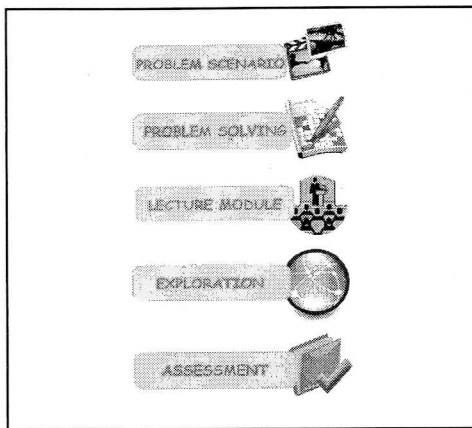 PROBLEM SCENARIO
PROBLEM SOLVING
LECTURE MODULE
EXPLORATION
ASSESSMENT